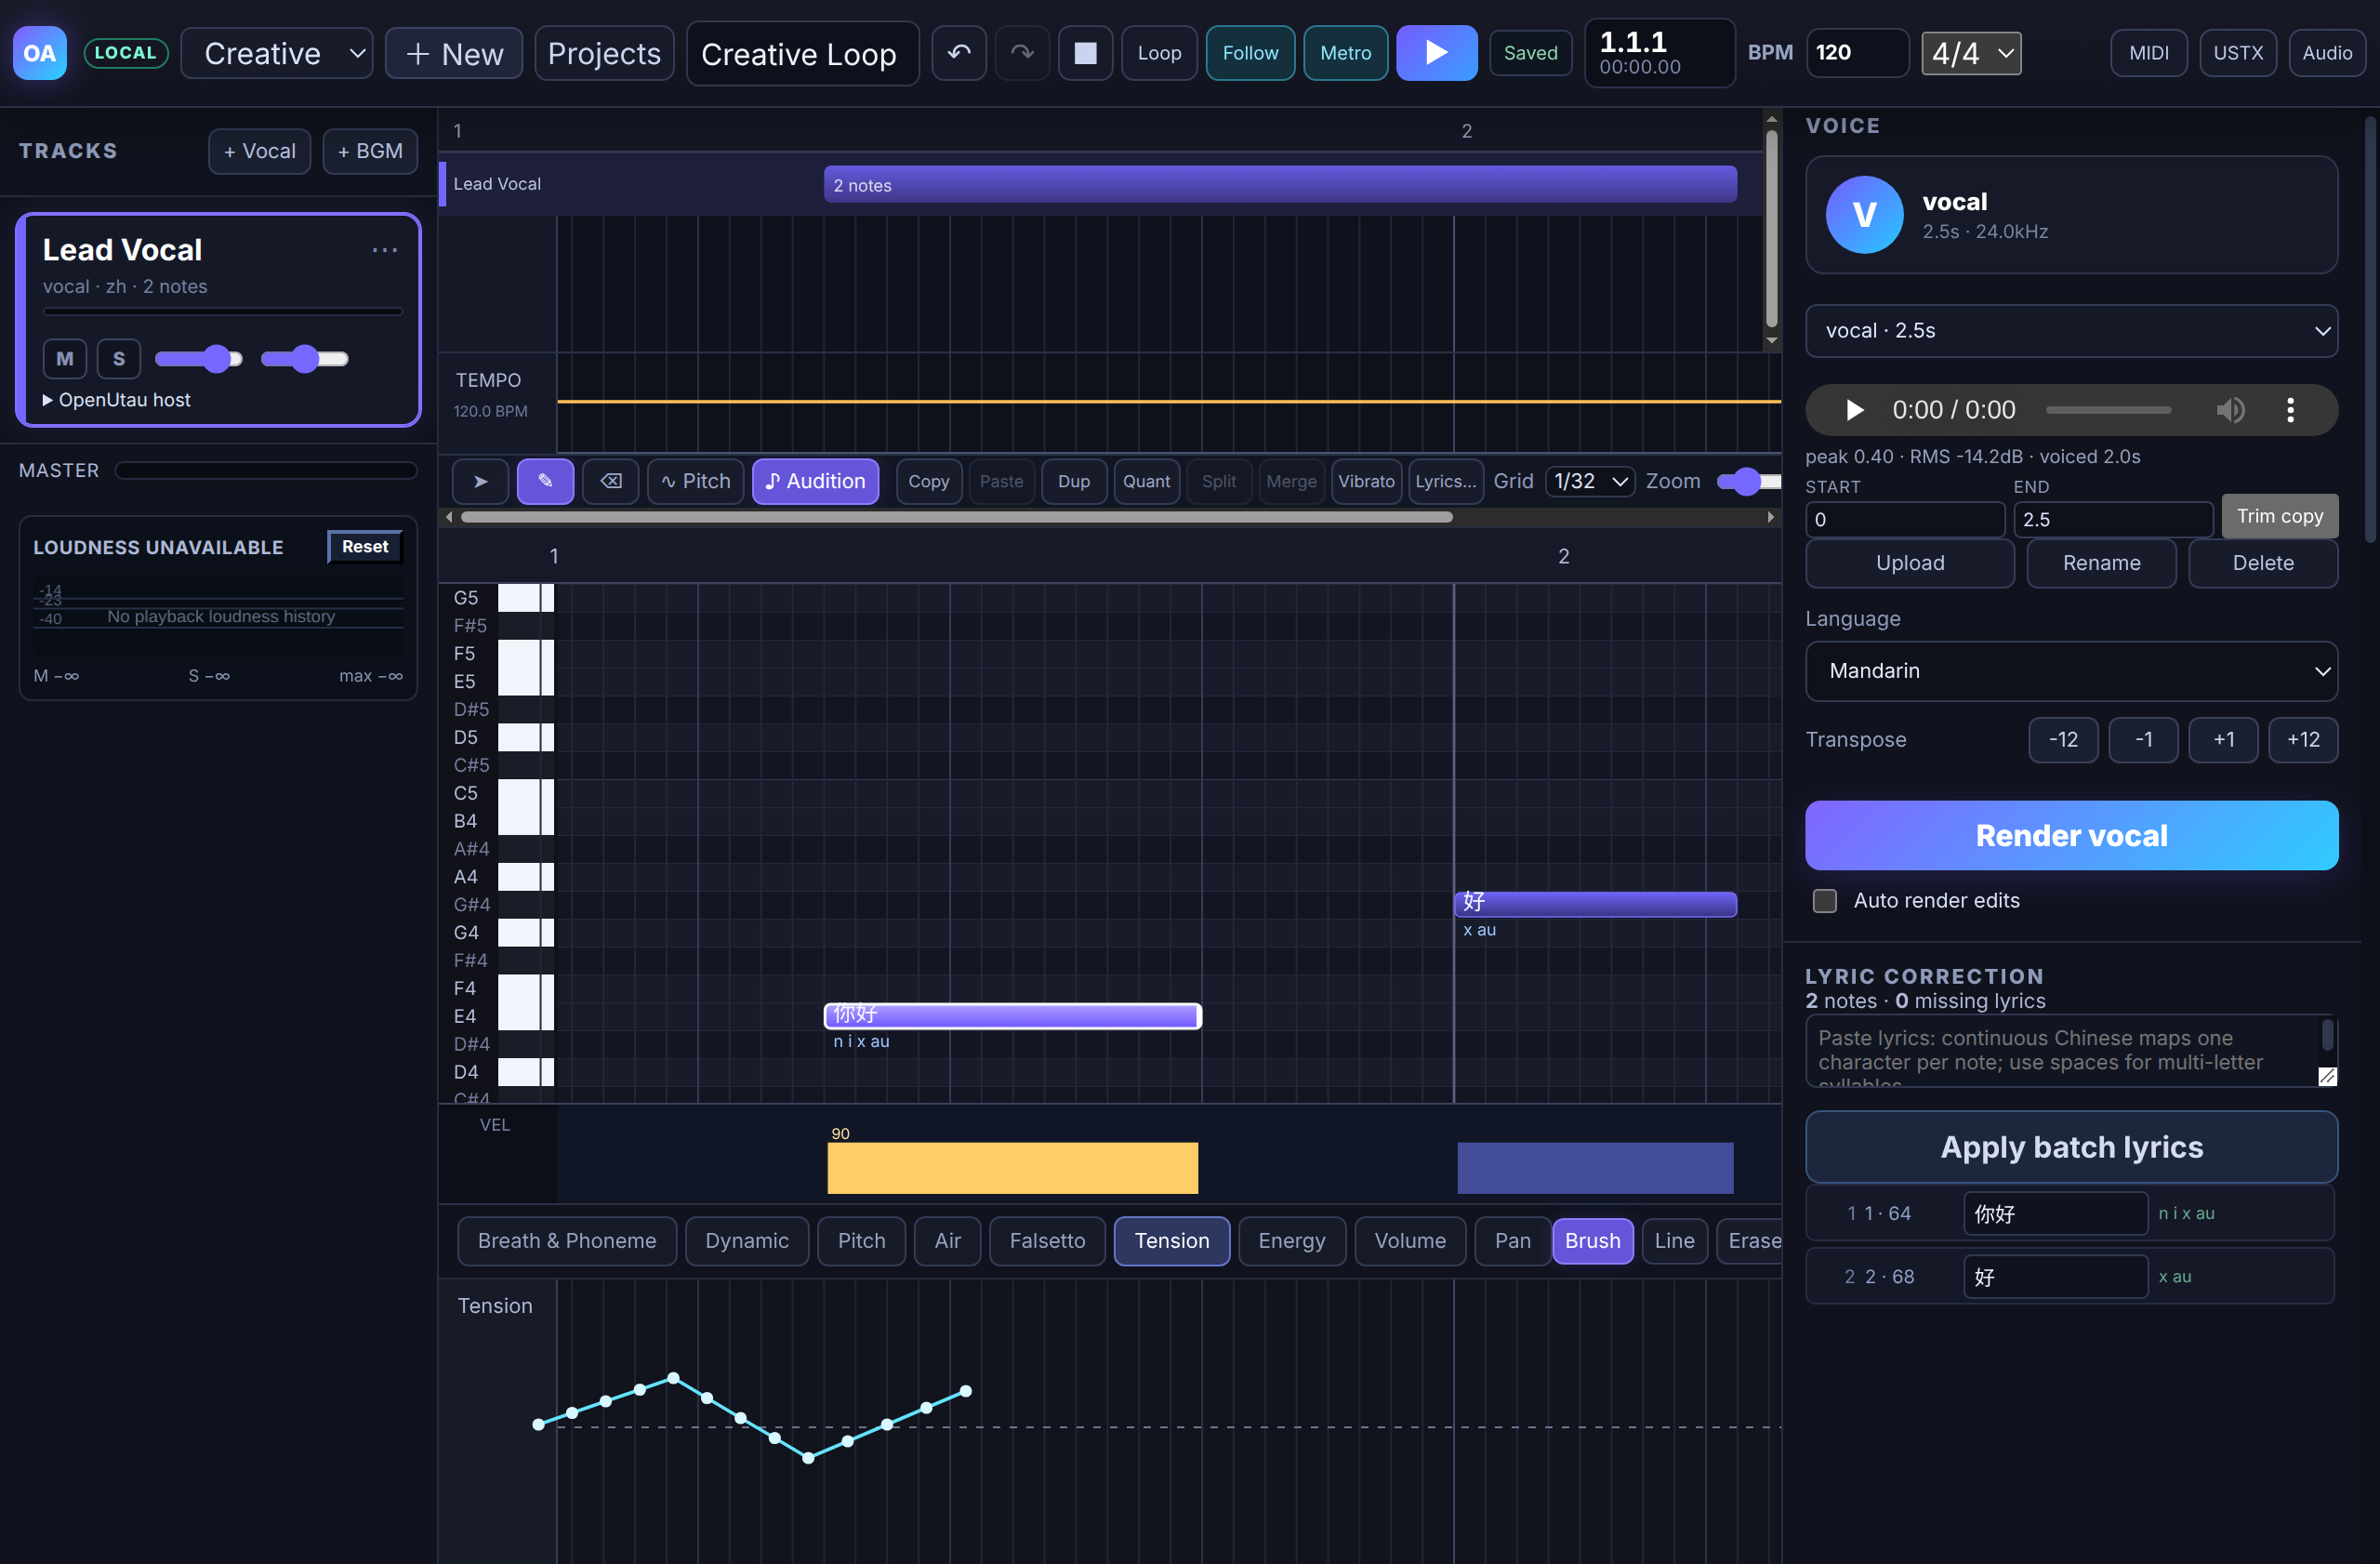 OA LOCAL Creative + New Projects Creative Loop Loop Follow Metro Saved 1.1.1 BPM 120 4/4 MIDI USTX Audio
00:00.00
TRACKS + Vocal + BGM
Lead Vocal ...
vocal · zh · 2 notes
M S
OpenUtau host
MASTER
LOUDNESS UNAVAILABLE Reset
-14
-23
-40 No playback loudness history
M −∞ S −∞ max −∞
1 2
Lead Vocal 2 notes
TEMPO
120.0 BPM
∿ Pitch ♪ Audition Copy Paste Dup Quant Split Merge Vibrato Lyrics... Grid 1/32 Zoom
1 2
G5
F#5
F5
E5
D#5
D5
C#5
C5
B4
A#4
A4
G#4 好
G4 x au
F#4
F4
E4 你好
D#4 n i x au
D4
C#4
VEL
90
Breath & Phoneme Dynamic Pitch Air Falsetto Tension Energy Volume Pan Brush Line Erase
Tension
VOICE
V vocal
2.5s · 24.0kHz
vocal · 2.5s
0:00 / 0:00
peak 0.40 · RMS -14.2dB · voiced 2.0s
START END
0 2.5 Trim copy
Upload Rename Delete
Language
Mandarin
Transpose -12 -1 +1 +12
Render vocal
Auto render edits
LYRIC CORRECTION
2 notes · 0 missing lyrics
Paste lyrics: continuous Chinese maps one
character per note; use spaces for multi-letter
syllables
Apply batch lyrics
1 1 · 64 你好 n i x au
2 2 · 68 好 x au